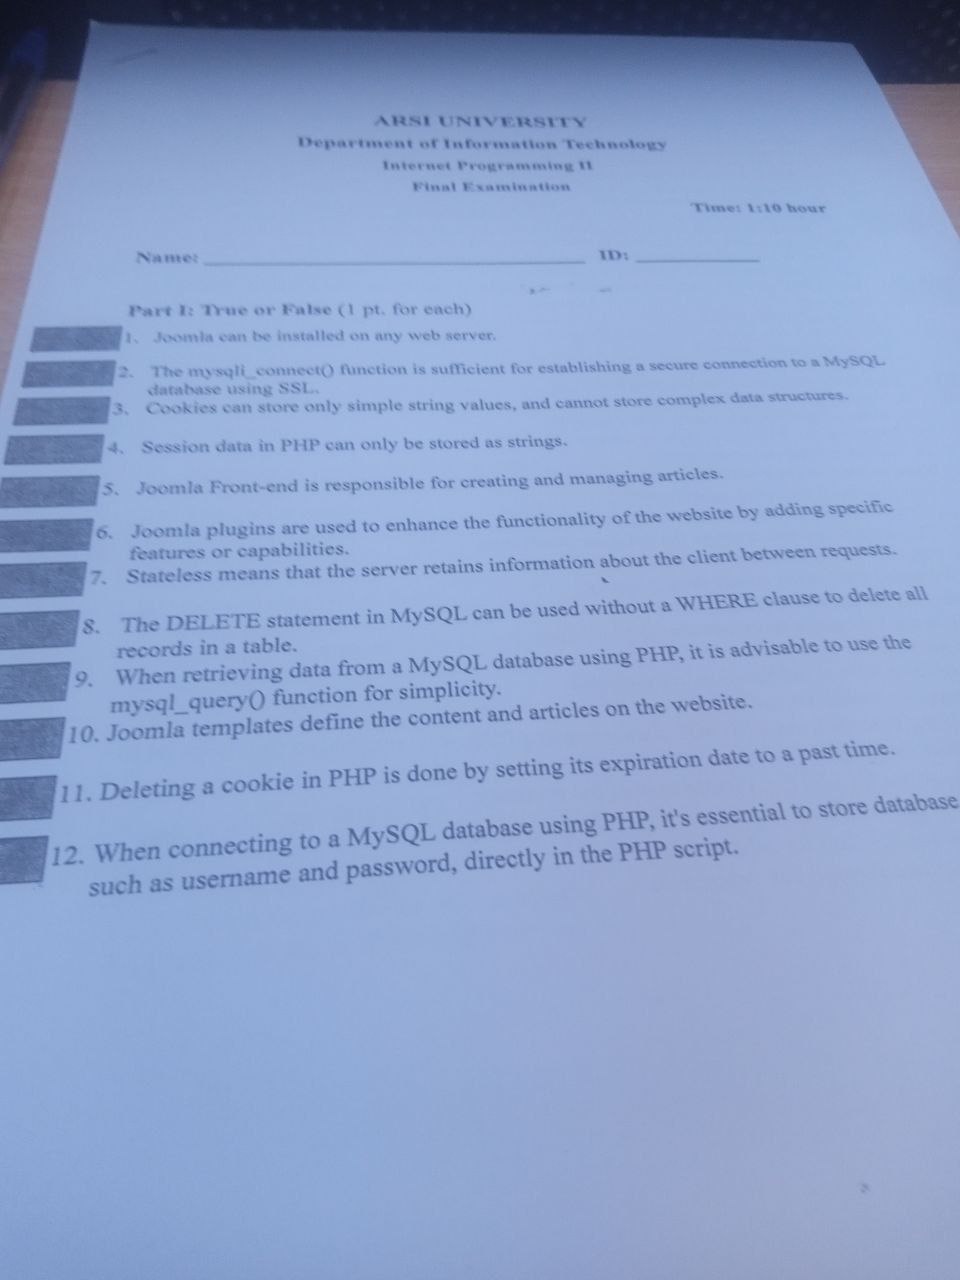 ARSI UNIVERSITY
Department of Information Technology
Internet Programming II
Final Examination
Time: 1:10 hour
Name: ____________ ID: ____________
Part I: True or False (1 pt. for each)
1. Joomla can be installed on any web server.
2. The mysqli_connect() function is sufficient for establishing a secure connection to a MySQL
database using SSL.
3. Cookies can store only simple string values, and cannot store complex data structures.
4. Session data in PHP can only be stored as strings.
5. Joomla Front-end is responsible for creating and managing articles.
6. Joomla plugins are used to enhance the functionality of the website by adding specific
features or capabilities.
7. Stateless means that the server retains information about the client between requests.
8. The DELETE statement in MySQL can be used without a WHERE clause to delete all
records in a table.
9. When retrieving data from a MySQL database using PHP, it is advisable to use the
mysql_query() function for simplicity.
10. Joomla templates define the content and articles on the website.
11. Deleting a cookie in PHP is done by setting its expiration date to a past time.
12. When connecting to a MySQL database using PHP, it's essential to store database
such as username and password, directly in the PHP script.